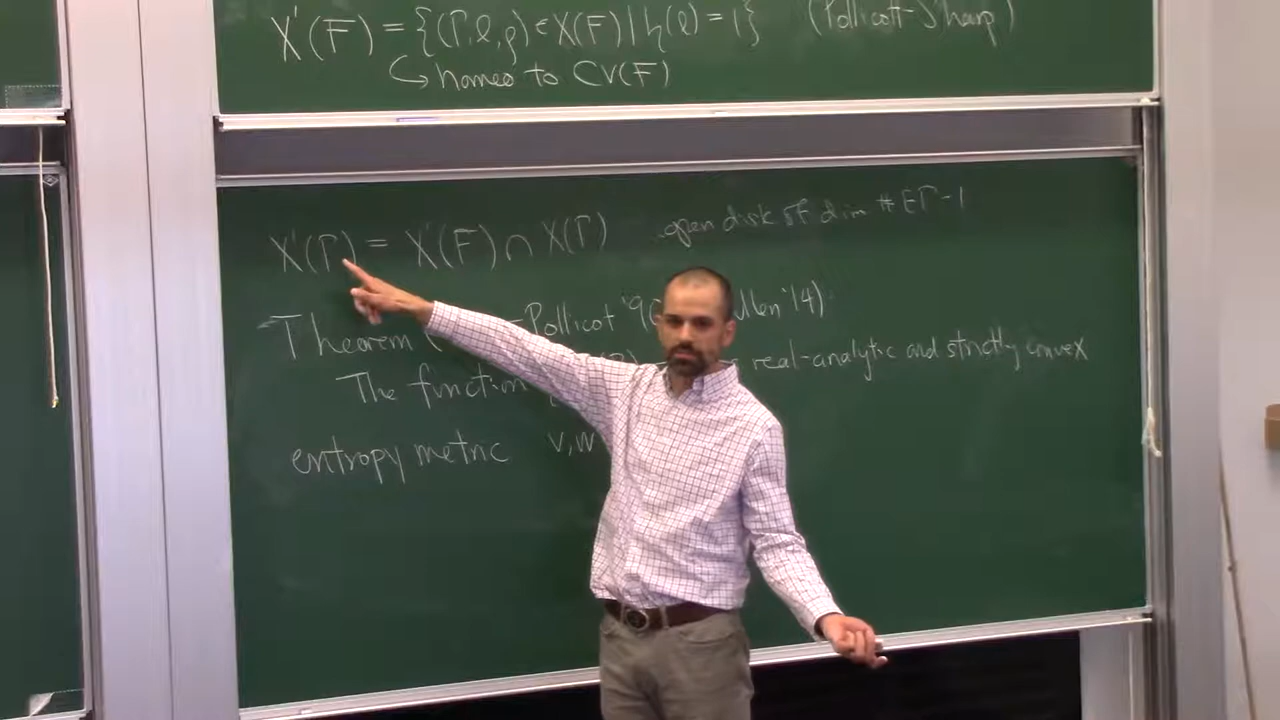 X'(F) = {(Γ, ℓ, ρ) ∈ X(F) | h(ℓ) = 1} (Pollicott-Sharp)
↪ homeo to CV(F)
X'(Γ) = X'(F) ∩ X(Γ) open disk of dim #EΓ-1
Theorem ( -Pollicot '9 llen '14):
The function real-analytic and strictly convex
entropy metric v,w